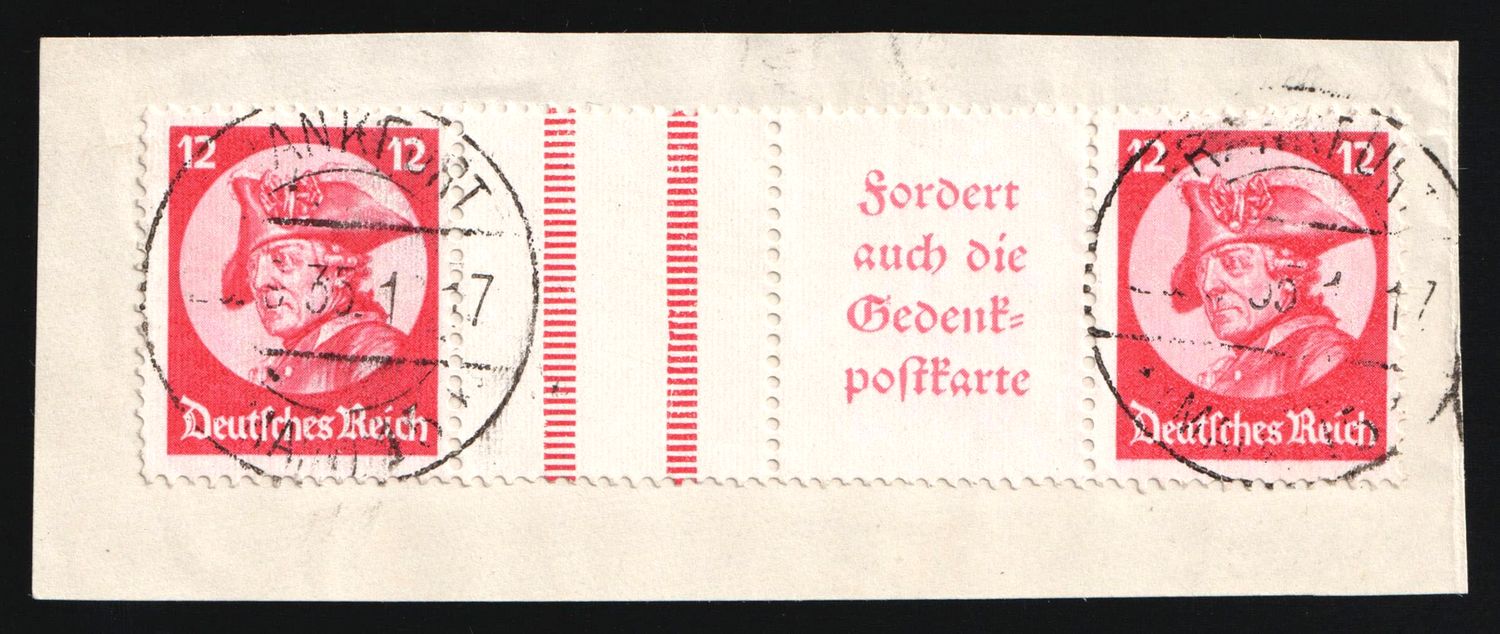 12 12
Deutsches Reich
Fordert
auch die
Gedenk=
postkarte
12 12
Deutsches Reich